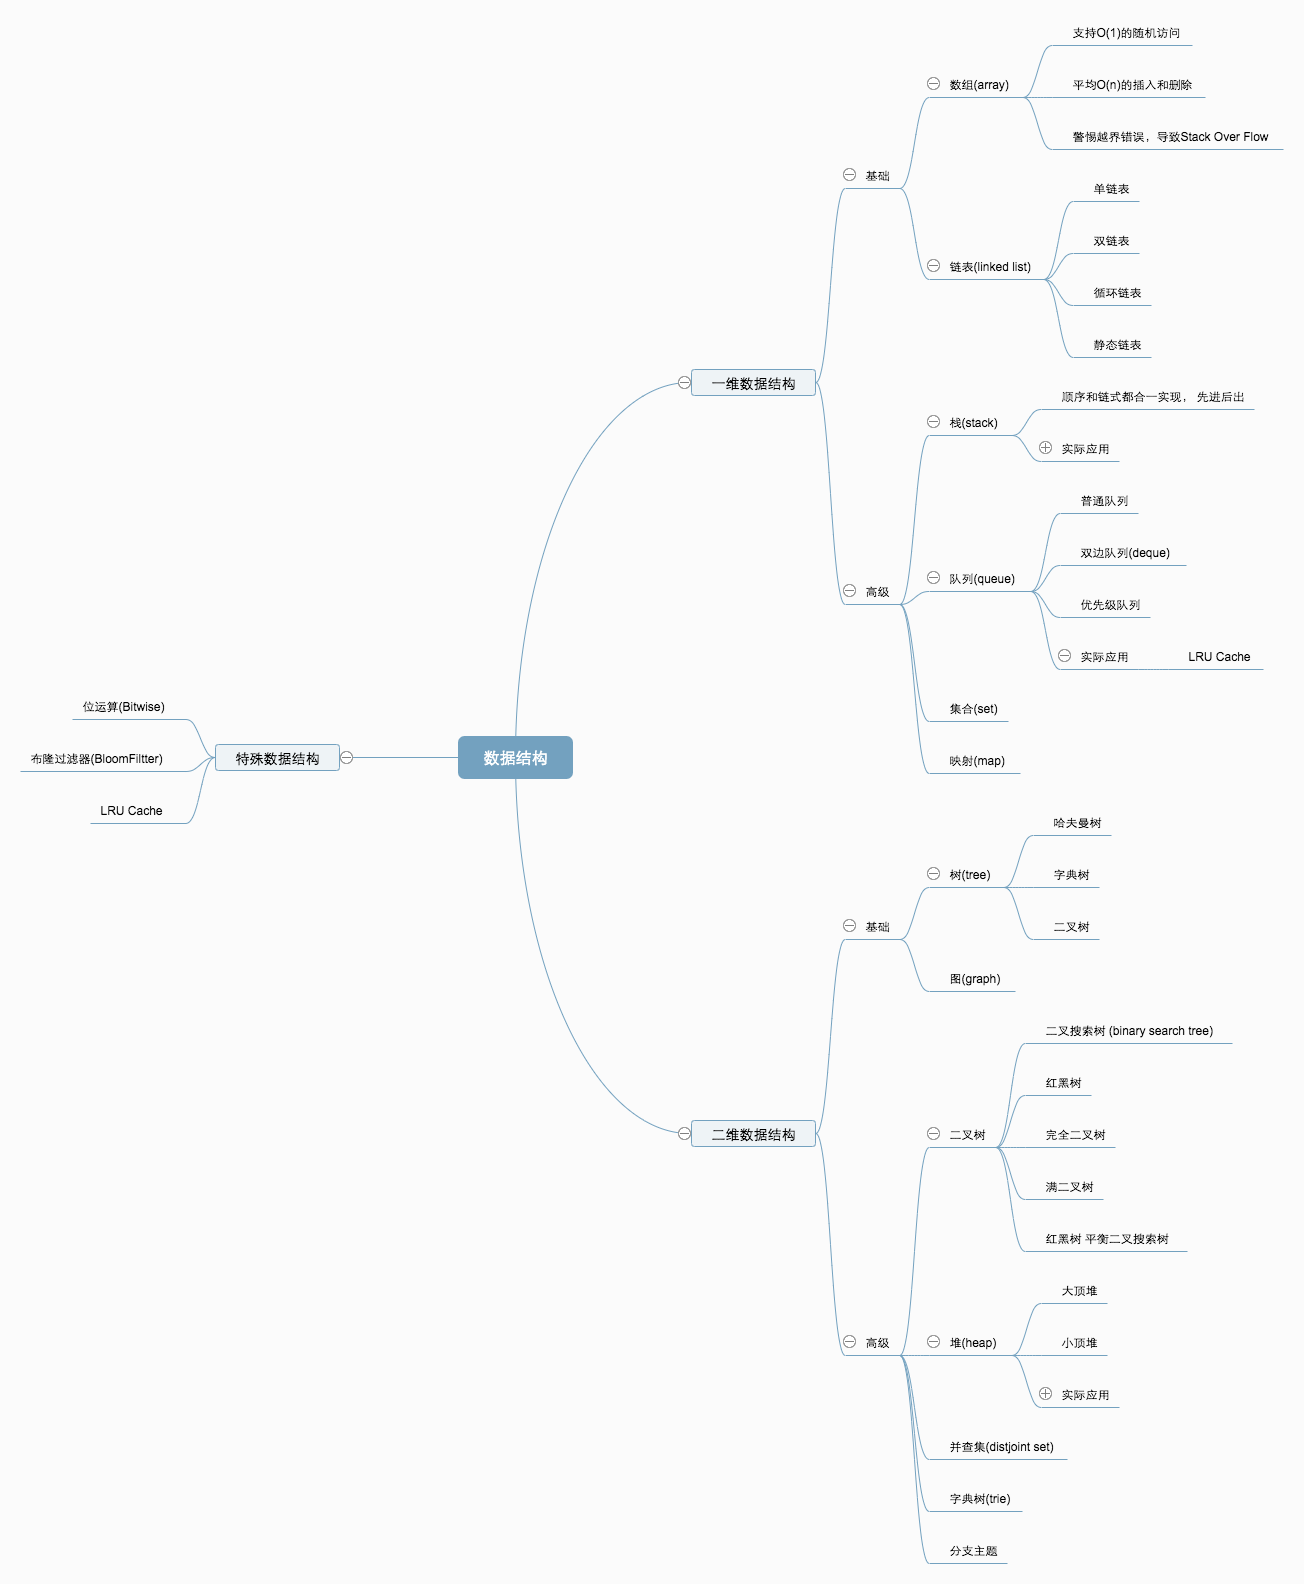 数据结构
一维数据结构
基础
数组(array)
支持O(1)的随机访问
平均O(n)的插入和删除
警惕越界错误，导致Stack Over Flow
链表(linked list)
单链表
双链表
循环链表
静态链表
高级
栈(stack)
顺序和链式都合一实现， 先进后出
实际应用
队列(queue)
普通队列
双边队列(deque)
优先级队列
实际应用
LRU Cache
集合(set)
映射(map)
二维数据结构
基础
树(tree)
哈夫曼树
字典树
二叉树
图(graph)
高级
二叉树
二叉搜索树 (binary search tree)
红黑树
完全二叉树
满二叉树
红黑树 平衡二叉搜索树
堆(heap)
大顶堆
小顶堆
实际应用
并查集(distjoint set)
字典树(trie)
分支主题
特殊数据结构
位运算(Bitwise)
布隆过滤器(BloomFiltter)
LRU Cache